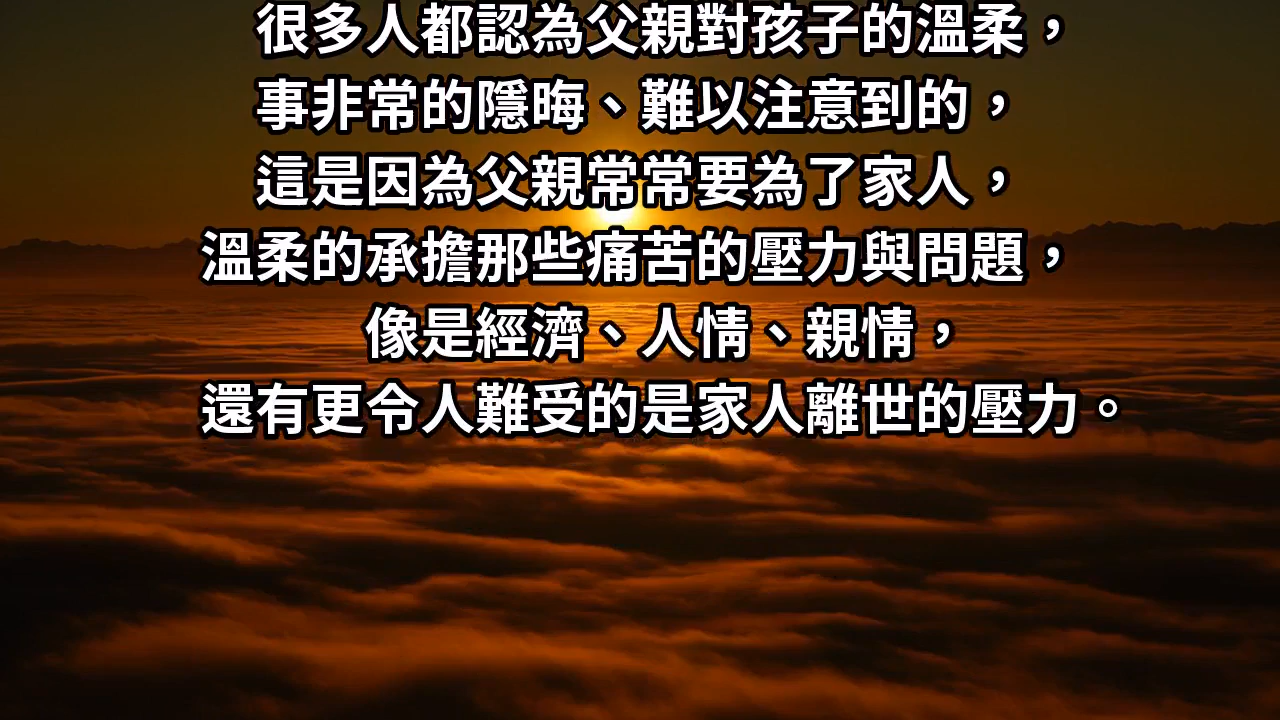 很多人都認為父親對孩子的溫柔，
事非常的隱晦、難以注意到的，
這是因為父親常常要為了家人，
溫柔的承擔那些痛苦的壓力與問題，
像是經濟、人情、親情，
還有更令人難受的是家人離世的壓力。